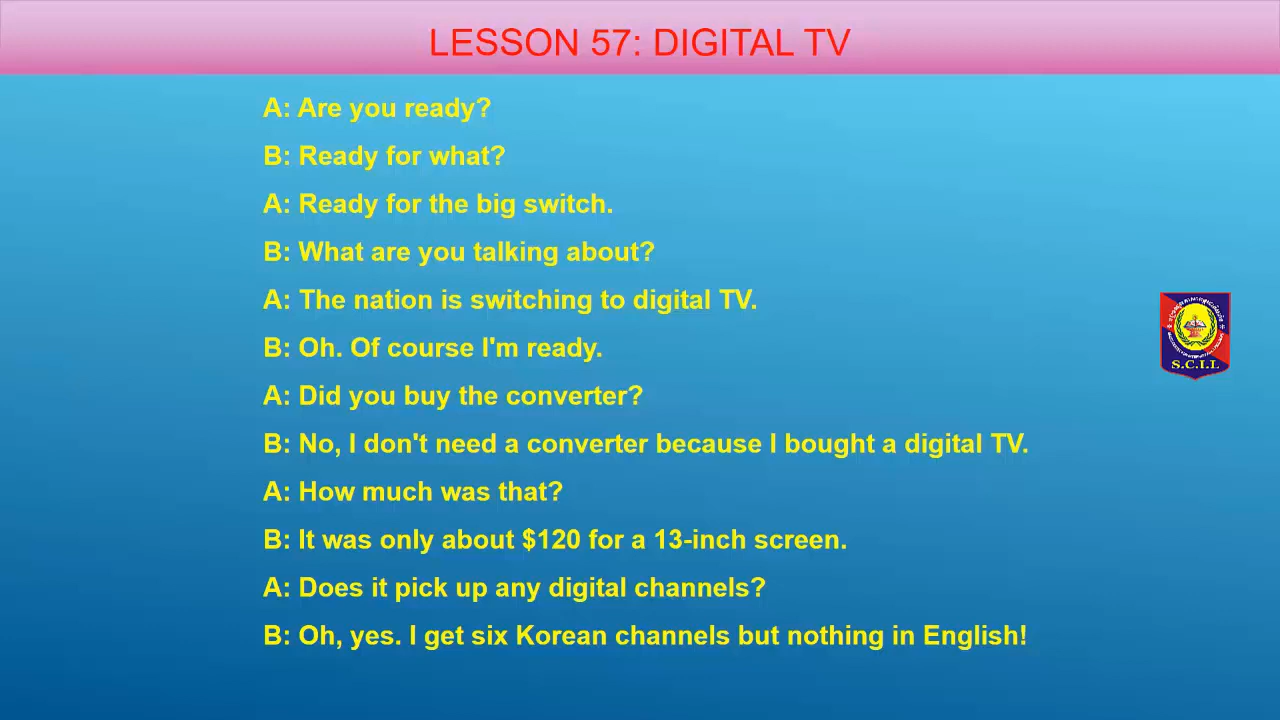 LESSON 57: DIGITAL TV
A: Are you ready?
B: Ready for what?
A: Ready for the big switch.
B: What are you talking about?
A: The nation is switching to digital TV.
B: Oh. Of course I'm ready.
A: Did you buy the converter?
B: No, I don't need a converter because I bought a digital TV.
A: How much was that?
B: It was only about $120 for a 13-inch screen.
A: Does it pick up any digital channels?
B: Oh, yes. I get six Korean channels but nothing in English!
S.C.I.L